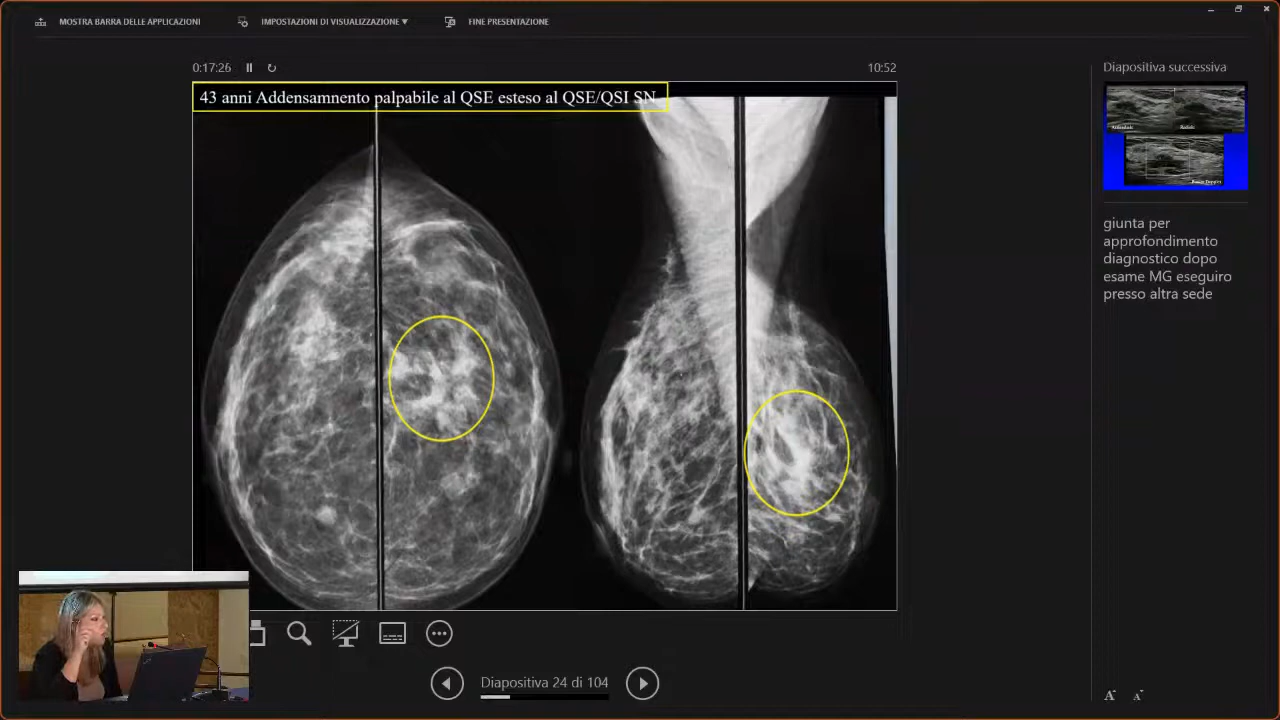 MOSTRA BARRA DELLE APPLICAZIONI
IMPOSTAZIONI DI VISUALIZZAZIONE ▼
FINE PRESENTAZIONE
0:17:26
10:52
43 anni Addensamnento palpabile al QSE esteso al QSE/QSI SN
Diapositiva successiva
Power Doppler
giunta per
approfondimento
diagnostico dopo
esame MG eseguiro
presso altra sede
Diapositiva 24 di 104
A
A